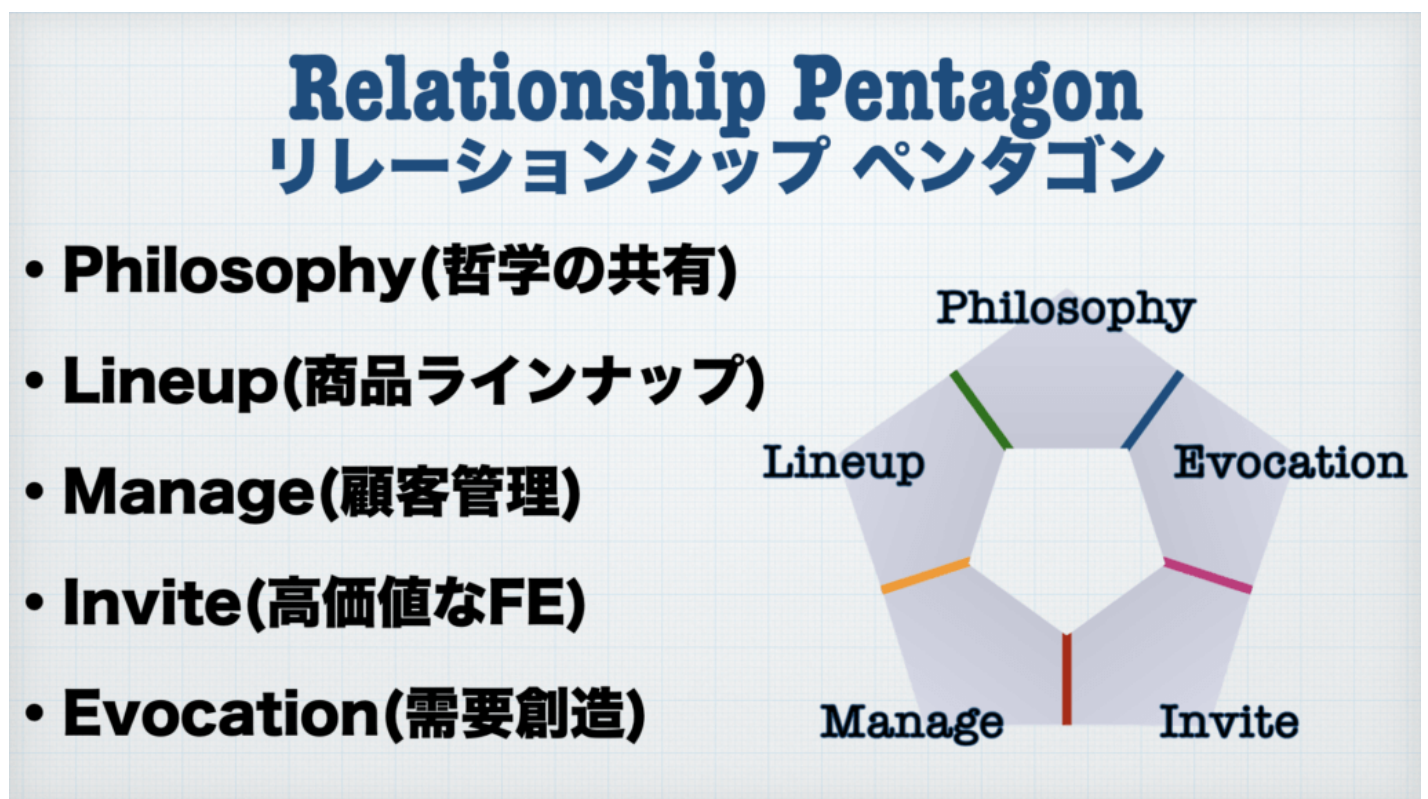 Relationship Pentagon
リレーションシップ ペンタゴン
• Philosophy(哲学の共有)
• Lineup(商品ラインナップ)
• Manage(顧客管理)
• Invite(高価値なFE)
• Evocation(需要創造)
Philosophy
Lineup
Evocation
Manage
Invite